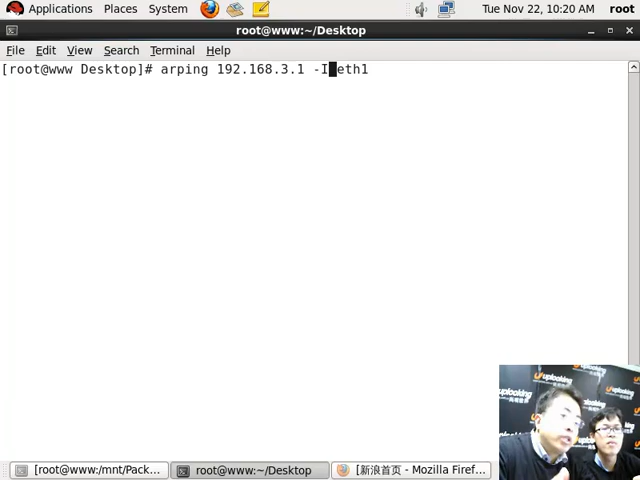 Applications Places System Tue Nov 22, 10:20 AM root
root@www:~/Desktop
File Edit View Search Terminal Help
[root@www Desktop]# arping 192.168.3.1 -I eth1
uplooking
uplooking
[root@www:/mnt/Pack... root@www:~/Desktop [新浪首页 - Mozilla Firef...